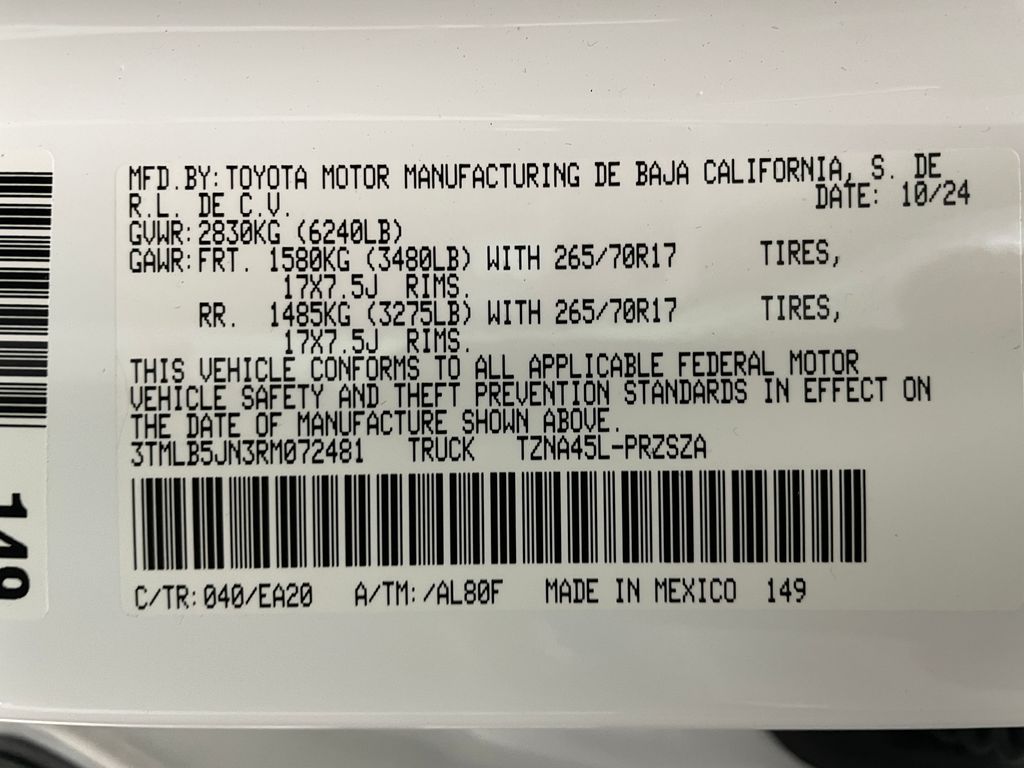 MFD.BY:TOYOTA MOTOR MANUFACTURING DE BAJA CALIFORNIA, S. DE
R.L. DE C.V. DATE: 10/24
GVWR:2830KG (6240LB)
GAWR:FRT. 1580KG (3480LB) WITH 265/70R17 TIRES,
17X7.5J RIMS.
RR. 1485KG (3275LB) WITH 265/70R17 TIRES,
17X7.5J RIMS.
THIS VEHICLE CONFORMS TO ALL APPLICABLE FEDERAL MOTOR
VEHICLE SAFETY AND THEFT PREVENTION STANDARDS IN EFFECT ON
THE DATE OF MANUFACTURE SHOWN ABOVE.
3TMLB5JN3RM072481 TRUCK TZNA45L-PRZSZA
C/TR:040/EA20 A/TM:/AL80F MADE IN MEXICO 149
149